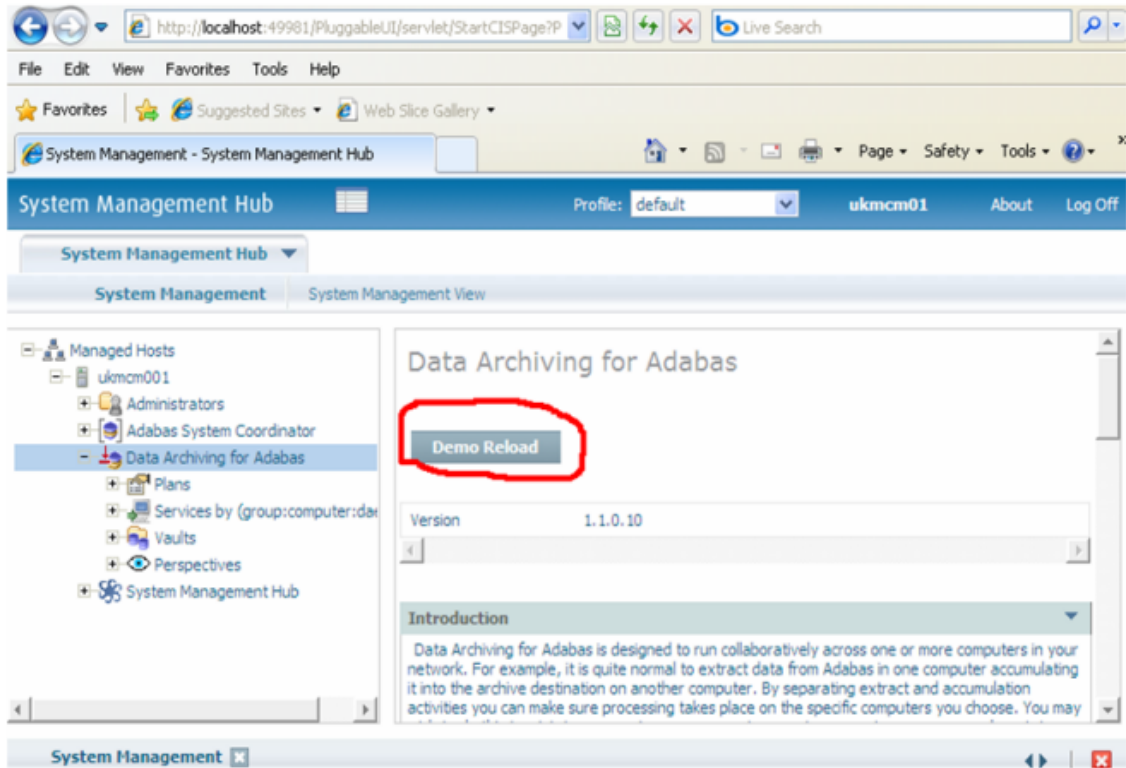 http://localhost:49981/PluggableUI/servlet/StartCISPage?P
Live Search
File Edit View Favorites Tools Help
Favorites Suggested Sites Web Slice Gallery
System Management - System Management Hub
Page Safety Tools
System Management Hub
Profile: default ukmcm01 About Log Off
System Management Hub
System Management System Management View
Managed Hosts
ukmcm001
Administrators
Adabas System Coordinator
Data Archiving for Adabas
Plans
Services by (group:computer:dae
Vaults
Perspectives
System Management Hub
Data Archiving for Adabas
Demo Reload
Version 1.1.0.10
Introduction
Data Archiving for Adabas is designed to run collaboratively across one or more computers in your
network. For example, it is quite normal to extract data from Adabas in one computer accumulating
it into the archive destination on another computer. By separating extract and accumulation
activities you can make sure processing takes place on the specific computers you choose. You may
System Management